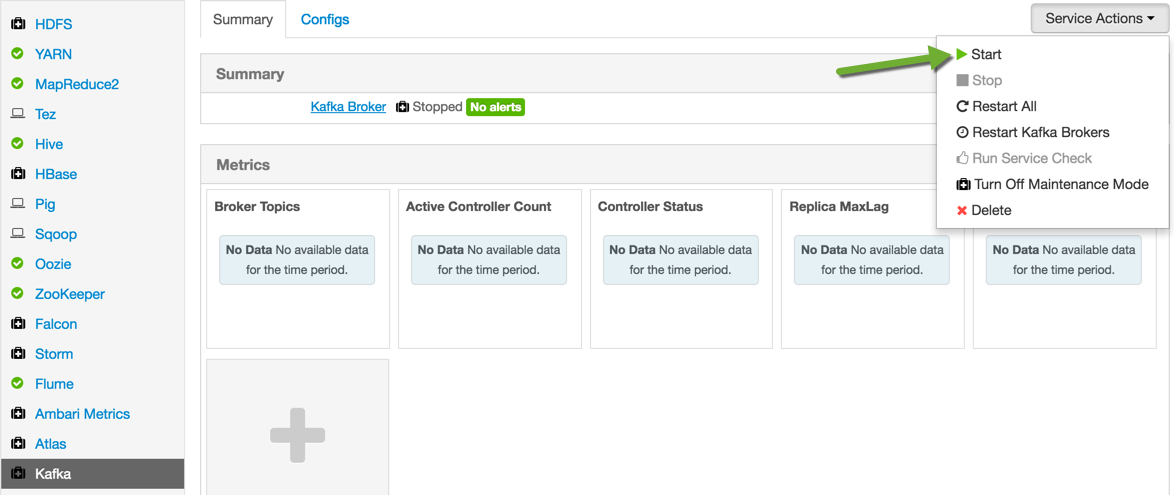 HDFS
YARN
MapReduce2
Tez
Hive
HBase
Pig
Sqoop
Oozie
ZooKeeper
Falcon
Storm
Flume
Ambari Metrics
Atlas
Kafka
Summary Configs
Service Actions
Start
Stop
Restart All
Restart Kafka Brokers
Run Service Check
Turn Off Maintenance Mode
Delete
Summary
Kafka Broker Stopped No alerts
Metrics
Broker Topics
No Data No available data
for the time period.
Active Controller Count
No Data No available data
for the time period.
Controller Status
No Data No available data
for the time period.
Replica MaxLag
No Data No available data
for the time period.
No Data No available data
for the time period.